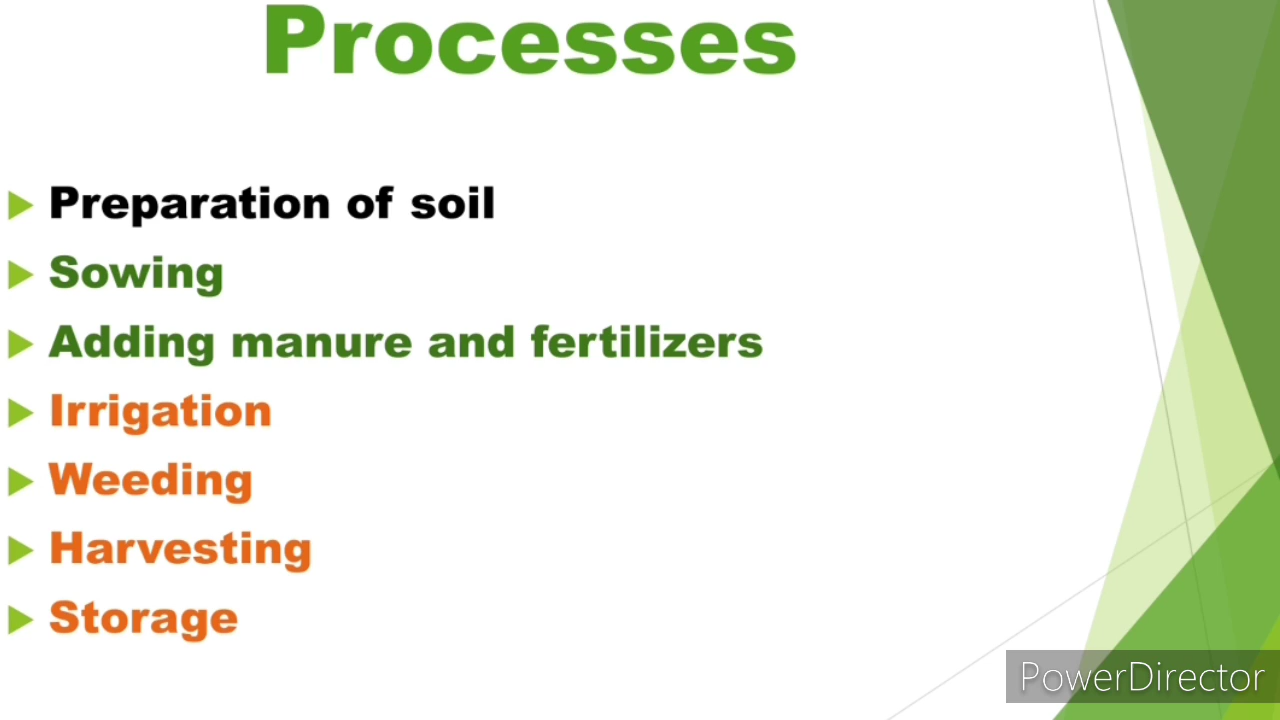 Processes
Preparation of soil
Sowing
Adding manure and fertilizers
Irrigation
Weeding
Harvesting
Storage
PowerDirector